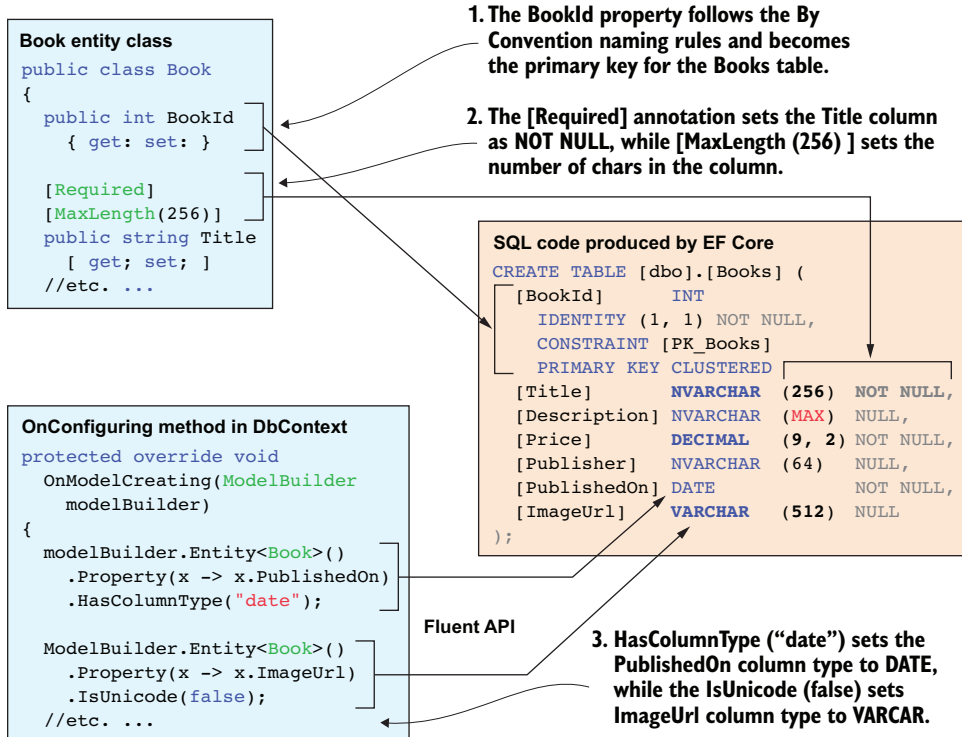 1. The BookId property follows the By
Convention naming rules and becomes
the primary key for the Books table.
Book entity class
public class Book
{
public int BookId
{ get: set: }
[Required]
[MaxLength(256)]
public string Title
[ get; set; ]
//etc. ...
2. The [Required] annotation sets the Title column
as NOT NULL, while [MaxLength (256) ] sets the
number of chars in the column.
SQL code produced by EF Core
CREATE TABLE [dbo].[Books] (
[BookId] INT
IDENTITY (1, 1) NOT NULL,
CONSTRAINT [PK_Books]
PRIMARY KEY CLUSTERED
[Title] NVARCHAR (256) NOT NULL,
[Description] NVARCHAR (MAX) NULL,
[Price] DECIMAL (9, 2) NOT NULL,
[Publisher] NVARCHAR (64) NULL,
[PublishedOn] DATE NOT NULL,
[ImageUrl] VARCHAR (512) NULL
);
OnConfiguring method in DbContext
protected override void
OnModelCreating(ModelBuilder
modelBuilder)
{
modelBuilder.Entity<Book>()
.Property(x -> x.PublishedOn)
.HasColumnType("date");
ModelBuilder.Entity<Book>()
.Property(x -> x.ImageUrl)
.IsUnicode(false);
//etc. ...
Fluent API
3. HasColumnType (“date”) sets the
PublishedOn column type to DATE,
while the IsUnicode (false) sets
ImageUrl column type to VARCAR.